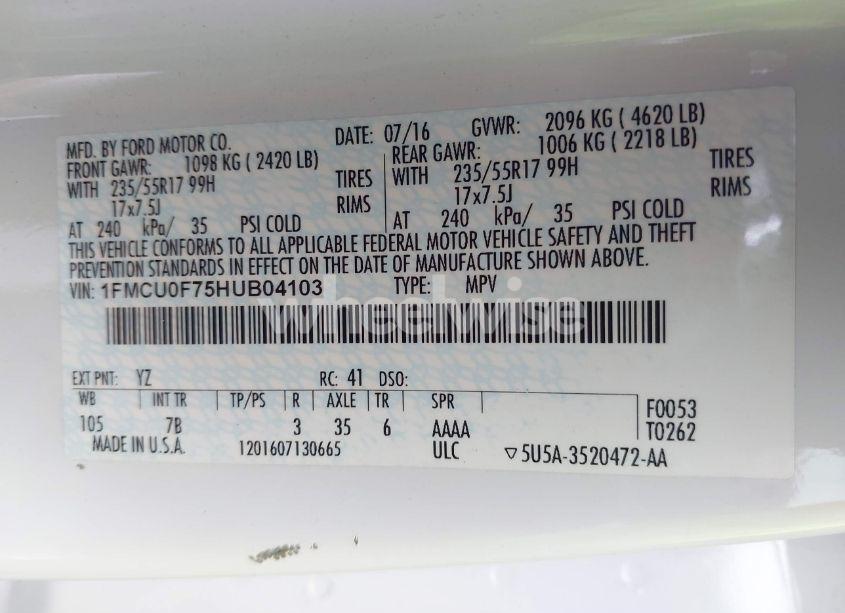 MFD. BY FORD MOTOR CO. DATE: 07/16 GVWR: 2096 KG ( 4620 LB)
FRONT GAWR: 1098 KG ( 2420 LB) REAR GAWR: 1006 KG ( 2218 LB)
WITH 235/55R17 99H TIRES WITH 235/55R17 99H TIRES
17x7.5J RIMS 17x7.5J RIMS
AT 240 kPa/ 35 PSI COLD AT 240 kPa/ 35 PSI COLD
THIS VEHICLE CONFORMS TO ALL APPLICABLE FEDERAL MOTOR VEHICLE SAFETY AND THEFT
PREVENTION STANDARDS IN EFFECT ON THE DATE OF MANUFACTURE SHOWN ABOVE.
VIN: 1FMCU0F75HUB04103 TYPE: MPV
wheelwise
EXT PNT: YZ RC: 41 DSO:
WB INT TR TP/PS R AXLE TR SPR
105 7B 3 35 6 AAAA F0053
ULC T0262
MADE IN U.S.A. 1201607130665 ▽5U5A-3520472-AA